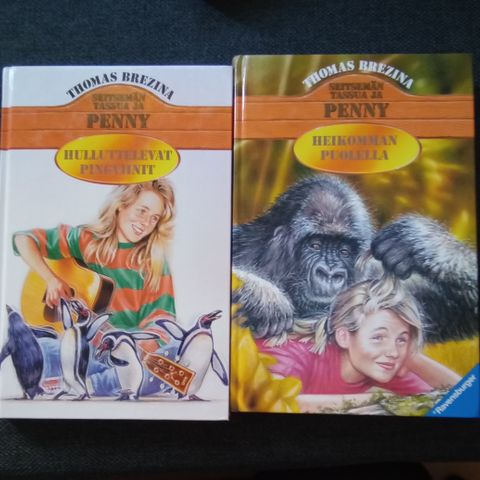 THOMAS BREZINA
SEITSEMÄN
TASSUA JA
PENNY
HULLUTTELEVAT
PINGVIINIT
THOMAS BREZINA
SEITSEMÄN
TASSUA JA
PENNY
HEIKOMMAN
PUOLELLA
Ravensburger